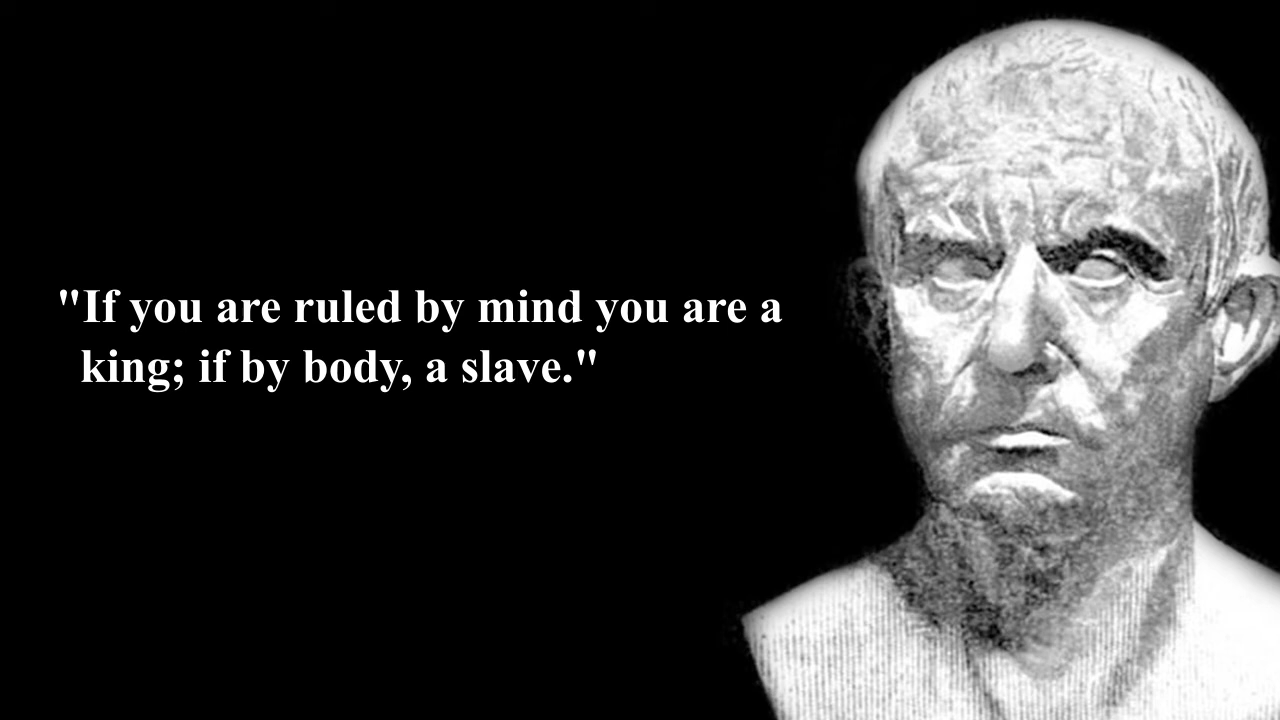 "If you are ruled by mind you are a
king; if by body, a slave."